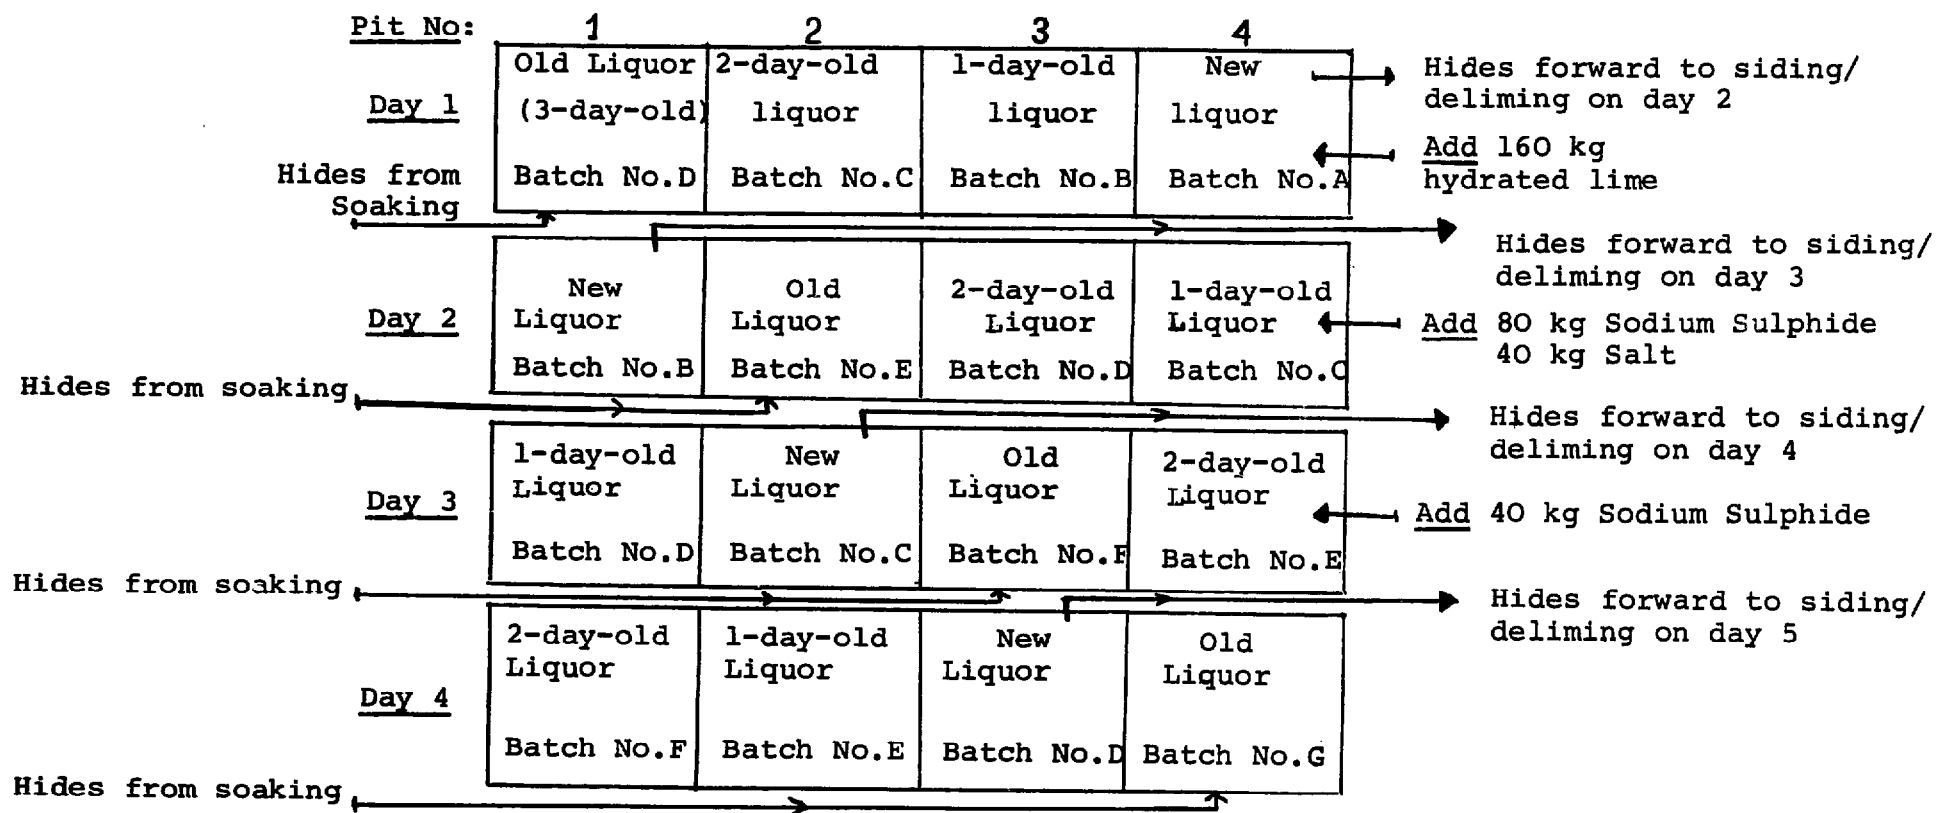 Pit No: 1 2 3 4
Day 1
Old Liquor
(3-day-old)
Batch No.D
2-day-old
liquor
Batch No.C
1-day-old
liquor
Batch No.B
New
liquor
Batch No.A
Hides forward to siding/
deliming on day 2
Add 160 kg
hydrated lime
Hides from
Soaking
Hides forward to siding/
deliming on day 3
Day 2
New
Liquor
Batch No.B
Old
Liquor
Batch No.E
2-day-old
Liquor
Batch No.D
1-day-old
Liquor
Batch No.C
Add 80 kg Sodium Sulphide
40 kg Salt
Hides from soaking
Hides forward to siding/
deliming on day 4
Day 3
1-day-old
Liquor
Batch No.D
New
Liquor
Batch No.C
Old
Liquor
Batch No.F
2-day-old
Liquor
Batch No.E
Add 40 kg Sodium Sulphide
Hides from soaking
Hides forward to siding/
deliming on day 5
Day 4
2-day-old
Liquor
Batch No.F
1-day-old
Liquor
Batch No.E
New
Liquor
Batch No.D
Old
Liquor
Batch No.G
Hides from soaking